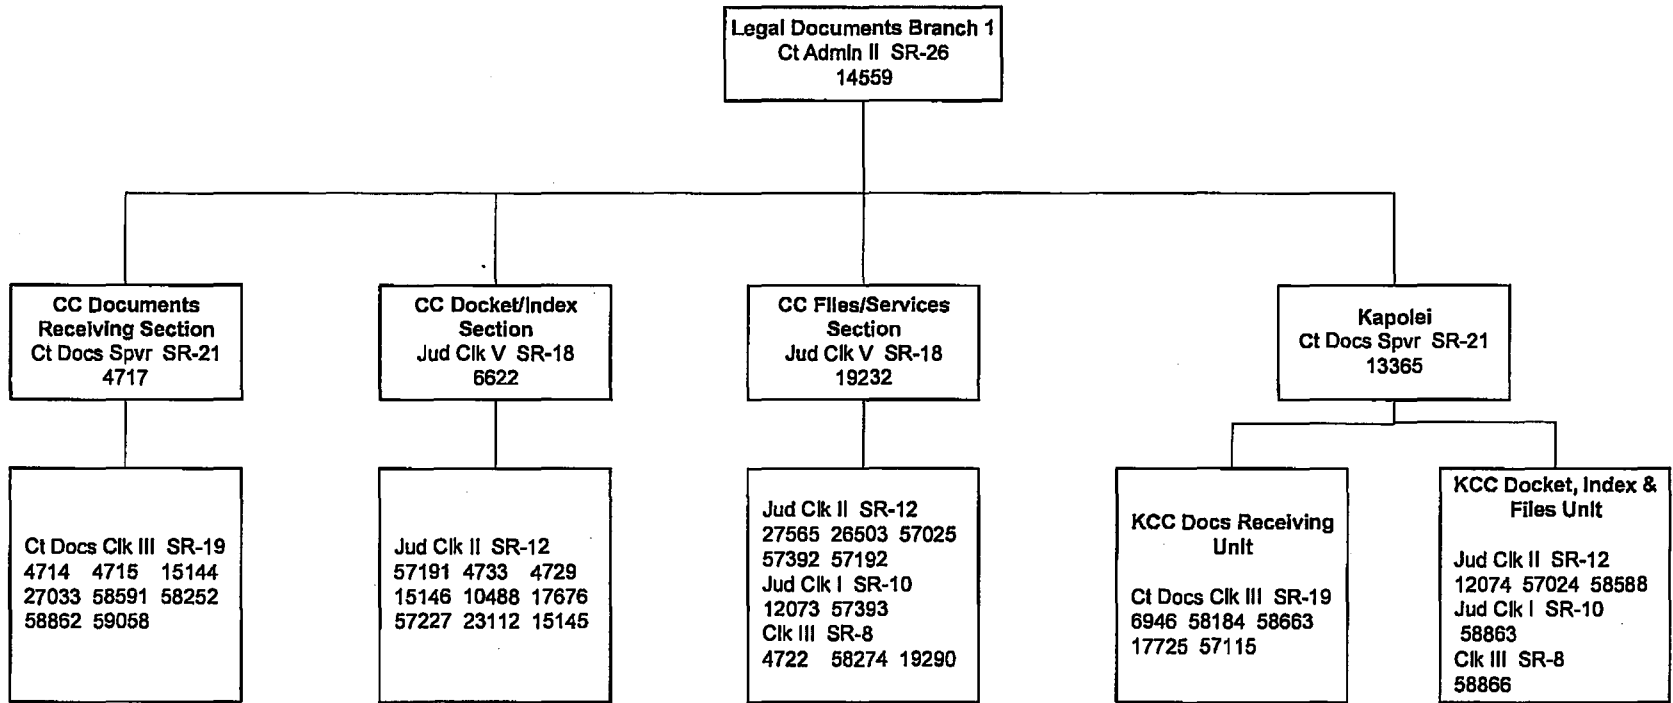 Legal Documents Branch 1
Ct Admin II SR-26
14559
CC Documents
Receiving Section
Ct Docs Spvr SR-21
4717
CC Docket/Index
Section
Jud Clk V SR-18
6622
CC Files/Services
Section
Jud Clk V SR-18
19232
Kapolei
Ct Docs Spvr SR-21
13365
Ct Docs Clk III SR-19
4714 4715 15144
27033 58591 58252
58862 59058
Jud Clk II SR-12
57191 4733 4729
15146 10488 17676
57227 23112 15145
Jud Clk II SR-12
27565 26503 57025
57392 57192
Jud Clk I SR-10
12073 57393
Clk III SR-8
4722 58274 19290
KCC Docs Receiving
Unit
Ct Docs Clk III SR-19
6946 58184 58663
17725 57115
KCC Docket, Index &
Files Unit
Jud Clk II SR-12
12074 57024 58588
Jud Clk I SR-10
58863
Clk III SR-8
58866